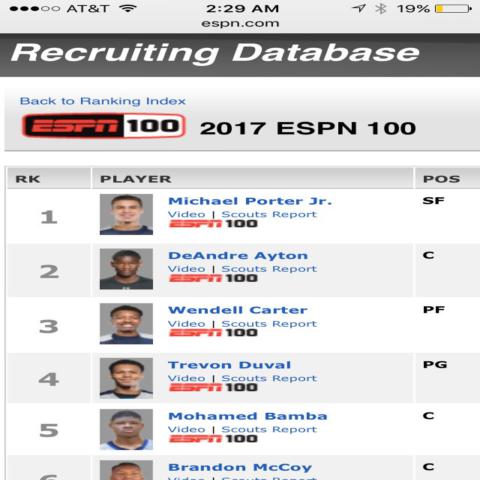 AT&T 2:29 AM 19%
espn.com
Recruiting Database
Back to Ranking Index
ESPN 100 2017 ESPN 100
RK PLAYER POS
1 Michael Porter Jr. SF
Video | Scouts Report
ESPN 100
2 DeAndre Ayton C
Video | Scouts Report
ESPN 100
3 Wendell Carter PF
Video | Scouts Report
ESPN 100
4 Trevon Duval PG
Video | Scouts Report
ESPN 100
5 Mohamed Bamba C
Video | Scouts Report
ESPN 100
Brandon McCoy C